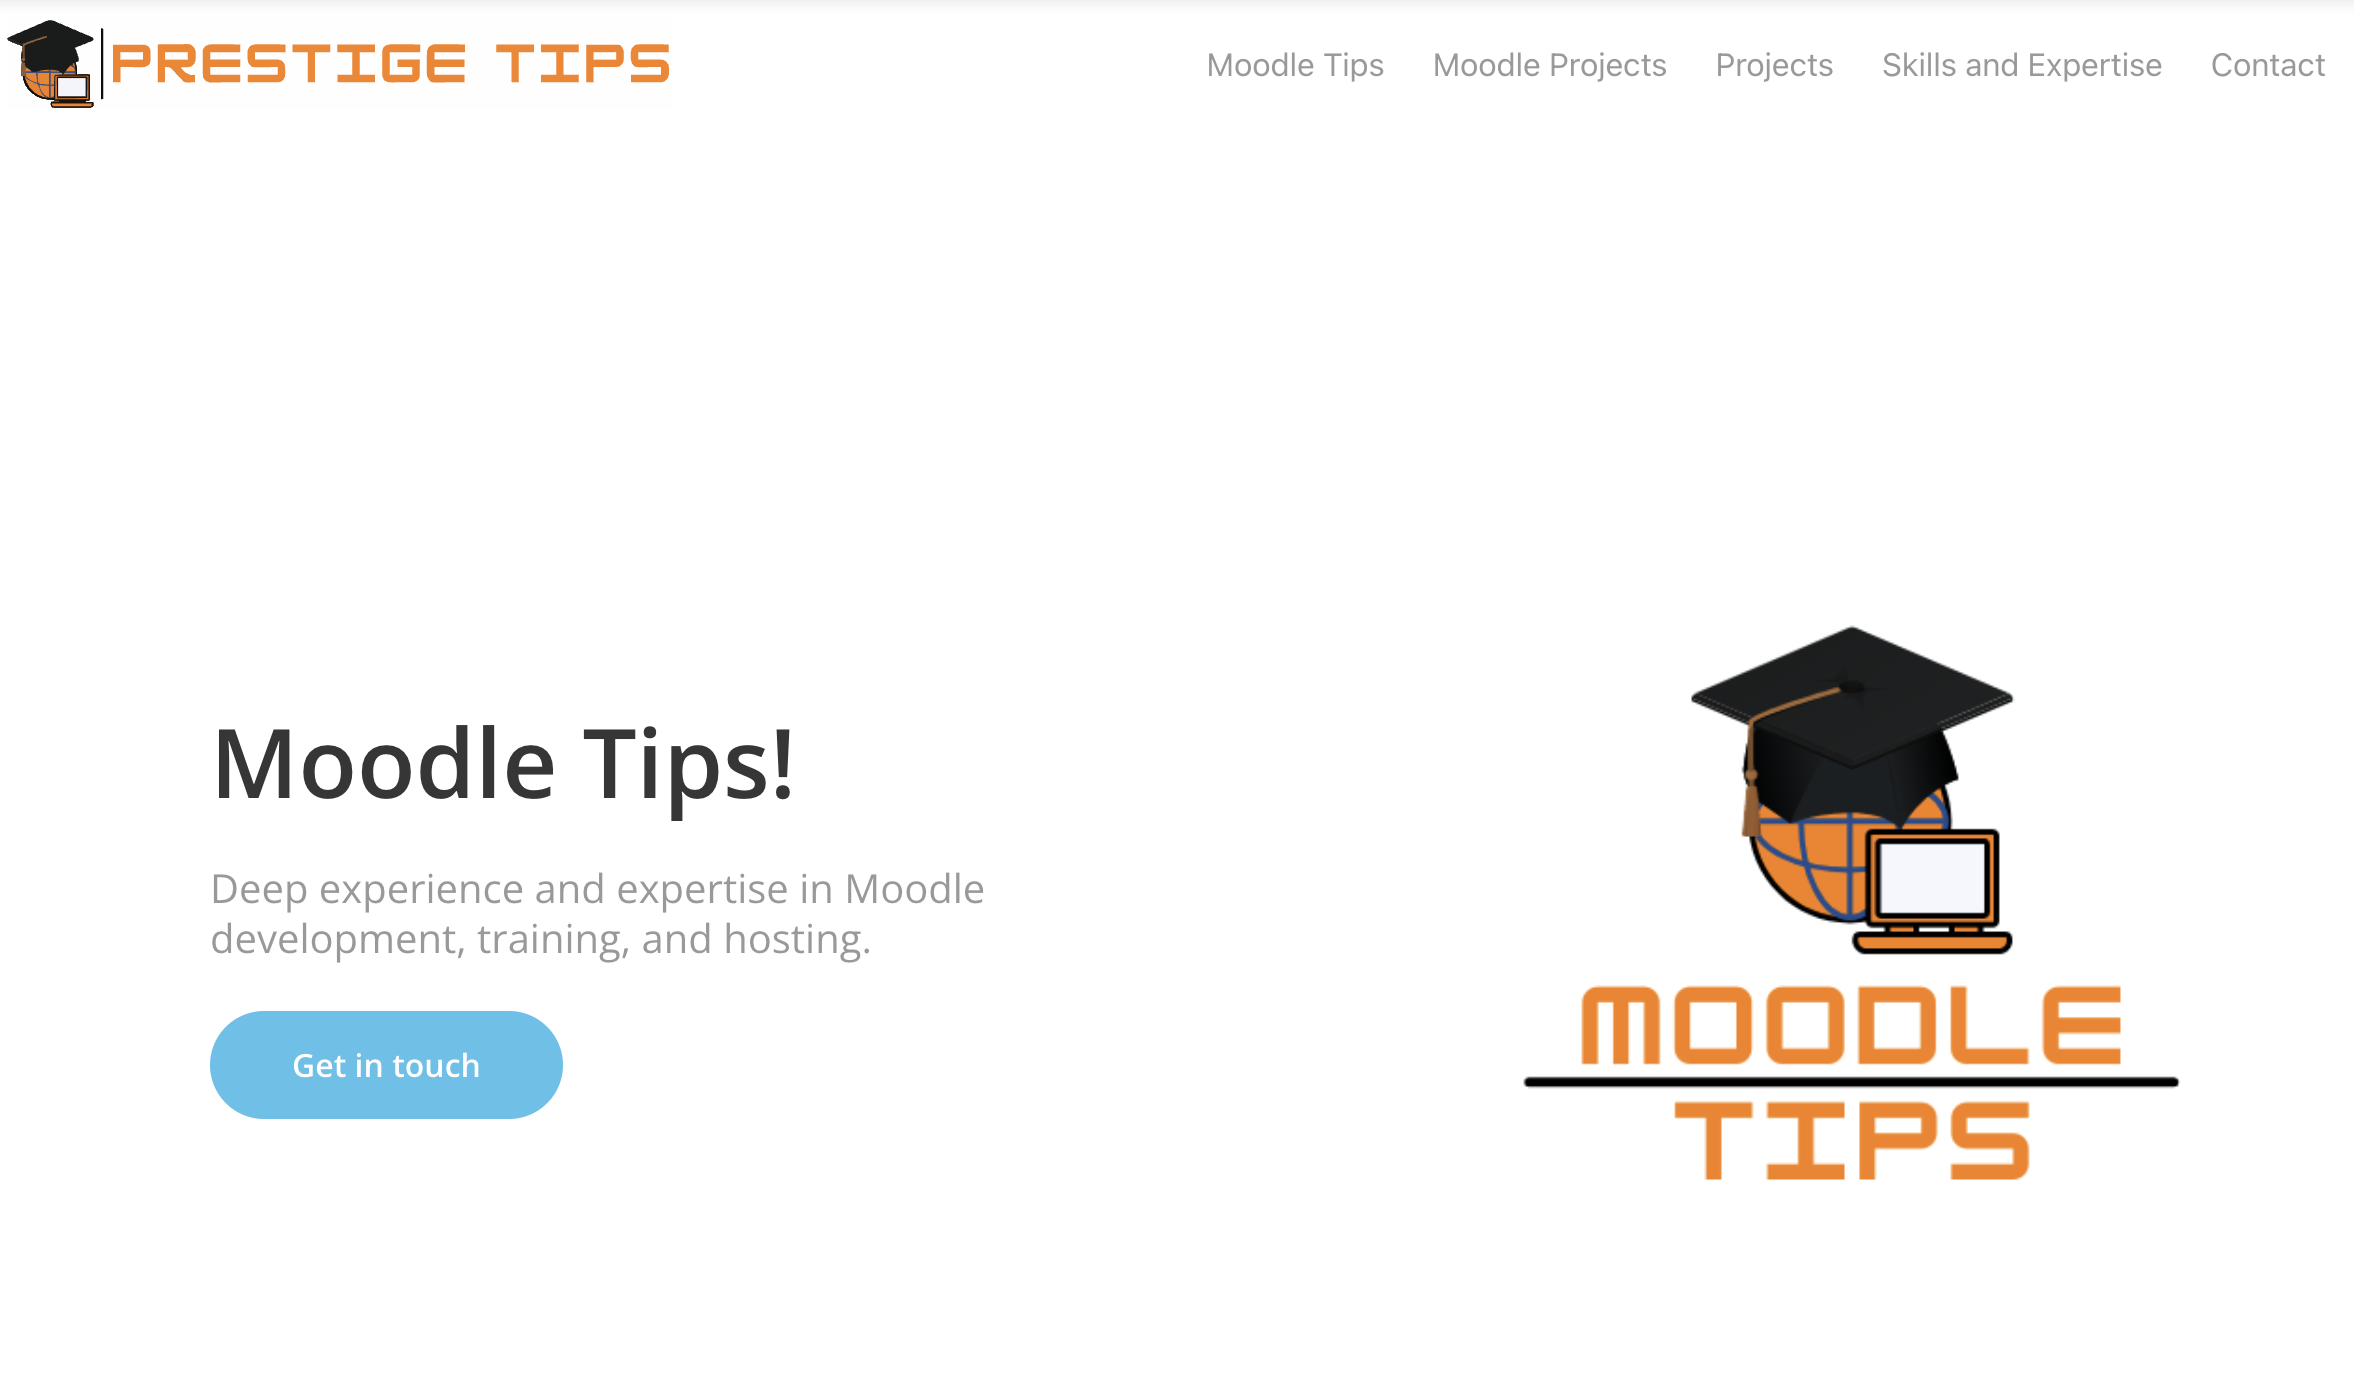 PRESTIGE TIPS
Moodle Tips
Moodle Projects
Projects
Skills and Expertise
Contact
Moodle Tips!
Deep experience and expertise in Moodle
development, training, and hosting.
Get in touch
MOODLE
TIPS